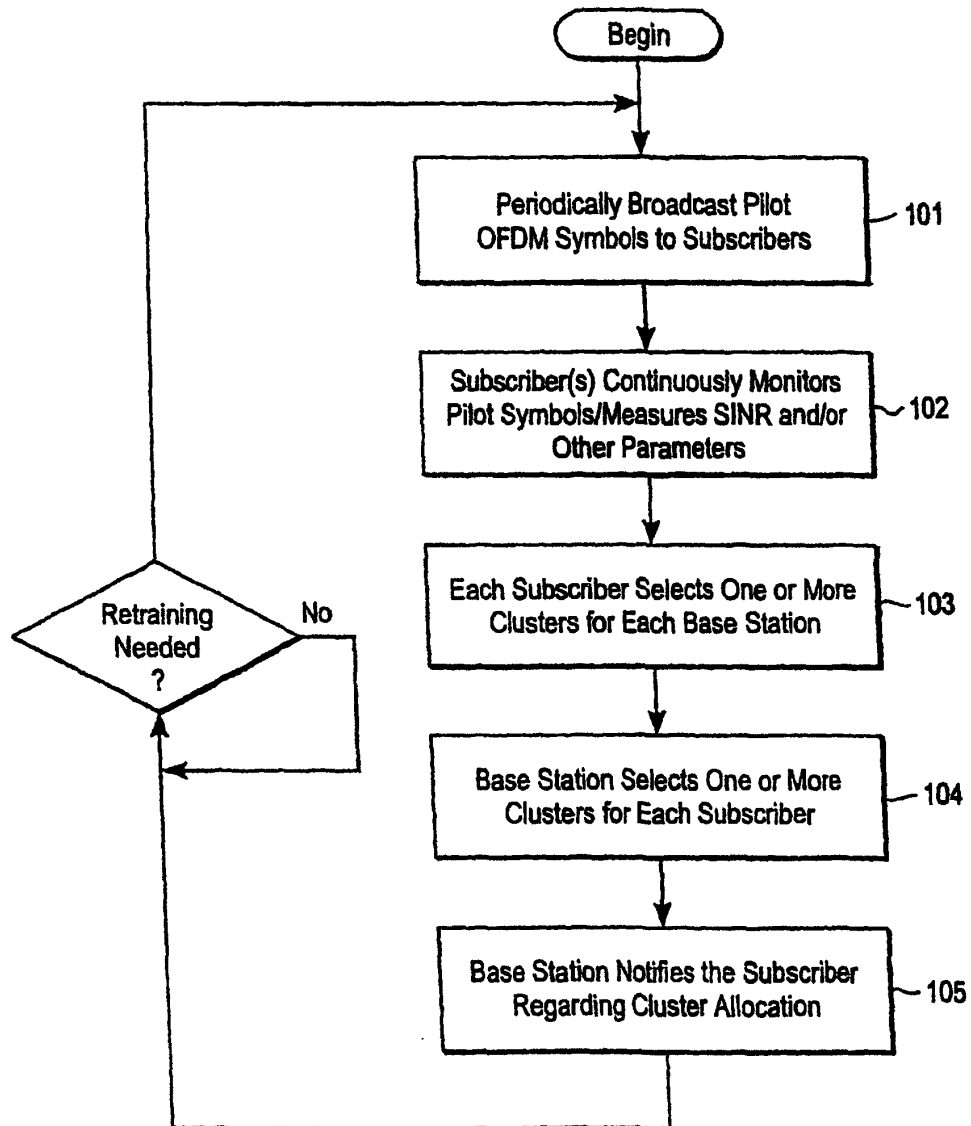 Begin
Periodically Broadcast Pilot
OFDM Symbols to Subscribers
101
Subscriber(s) Continuously Monitors
Pilot Symbols/Measures SINR and/or
Other Parameters
102
Each Subscriber Selects One or More
Clusters for Each Base Station
103
Retraining
Needed
?
No
Base Station Selects One or More
Clusters for Each Subscriber
104
Base Station Notifies the Subscriber
Regarding Cluster Allocation
105